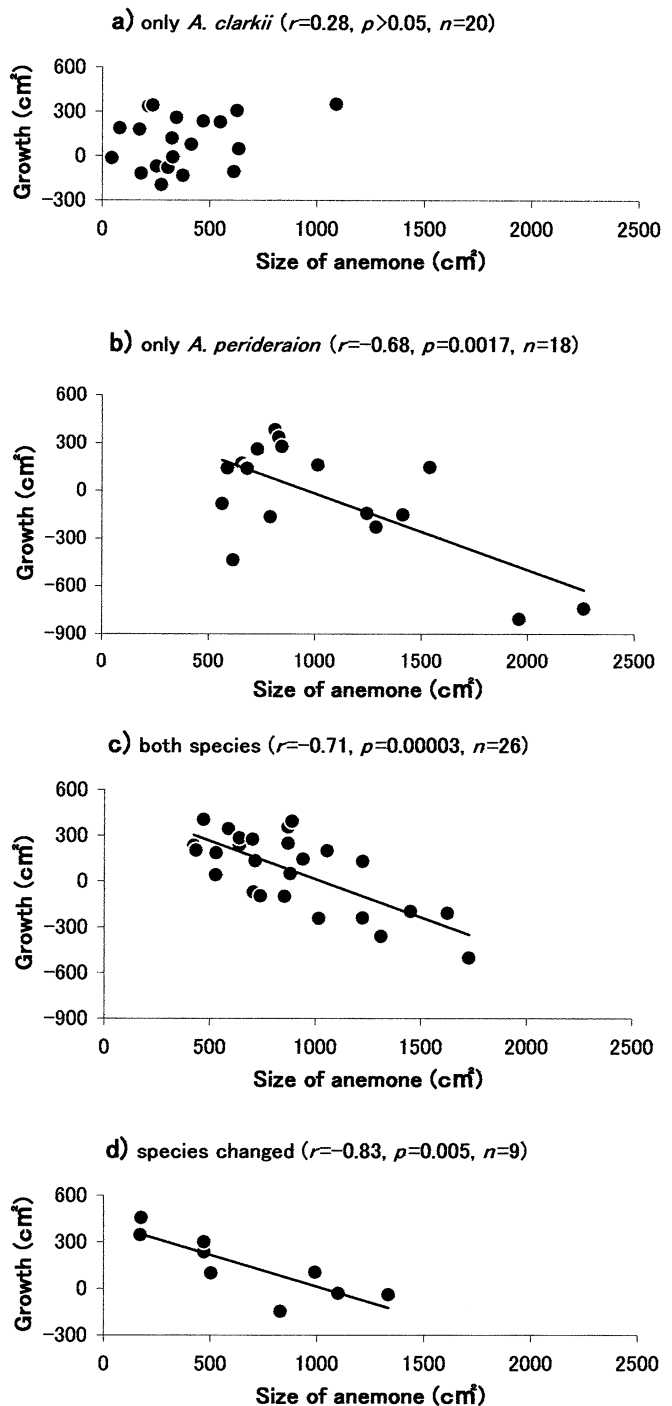 a) only A. clarkii (r=0.28, p>0.05, n=20)
600
300
0
−300
Growth (cm²)
0 500 1000 1500 2000 2500
Size of anemone (cm²)
b) only A. perideraion (r=−0.68, p=0.0017, n=18)
600
300
0
−300
−600
−900
Growth (cm²)
0 500 1000 1500 2000 2500
Size of anemone (cm²)
c) both species (r=−0.71, p=0.00003, n=26)
600
300
0
−300
−600
−900
Growth (cm²)
0 500 1000 1500 2000 2500
Size of anemone (cm²)
d) species changed (r=−0.83, p=0.005, n=9)
600
300
0
−300
Growth (cm²)
0 500 1000 1500 2000 2500
Size of anemone (cm²)